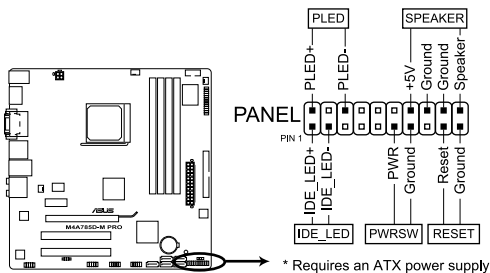 PLED
SPEAKER
PLED+
PLED-
+5V
Ground
Ground
Speaker
PANEL
PIN 1
IDE_LED+
IDE_LED-
PWR
Ground
Reset
Ground
IDE_LED
PWRSW
RESET
/ISUS
M4A785D-M PRO
* Requires an ATX power supply